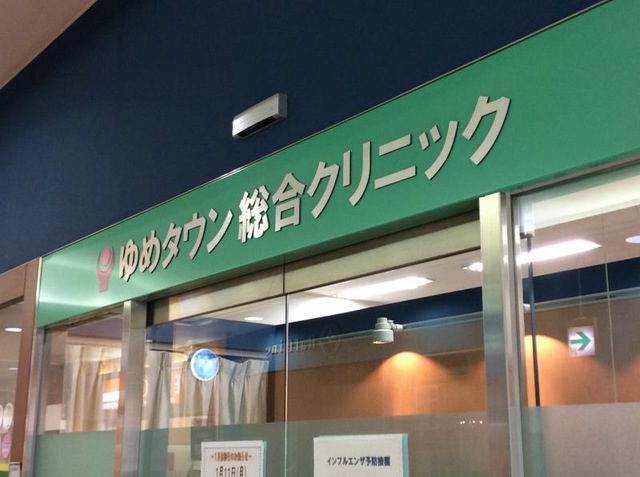 ゆめタウン総合クリニック
1月11日(月)
インフルエンザ予防接種